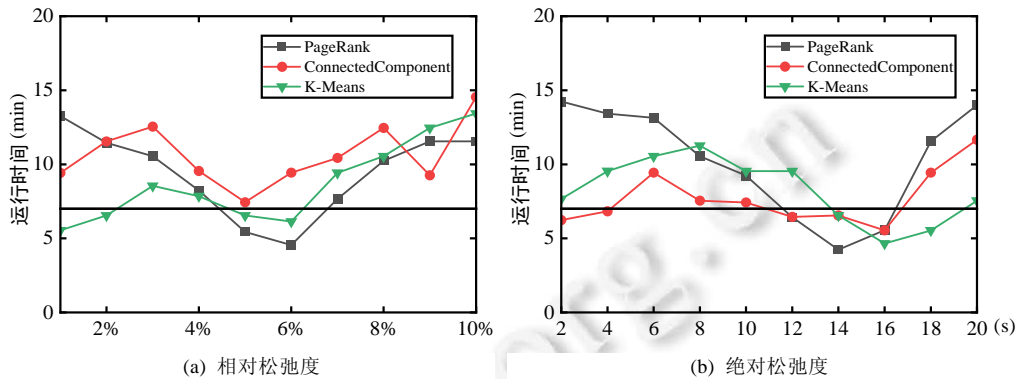 20
15
10
5
0
运行时间 (min)
PageRank
ConnectedComponent
K-Means
2% 4% 6% 8% 10%
(a) 相对松弛度
20
15
10
5
0
运行时间 (min)
PageRank
ConnectedComponent
K-Means
2 4 6 8 10 12 14 16 18 20 (s)
(b) 绝对松弛度
org.cn